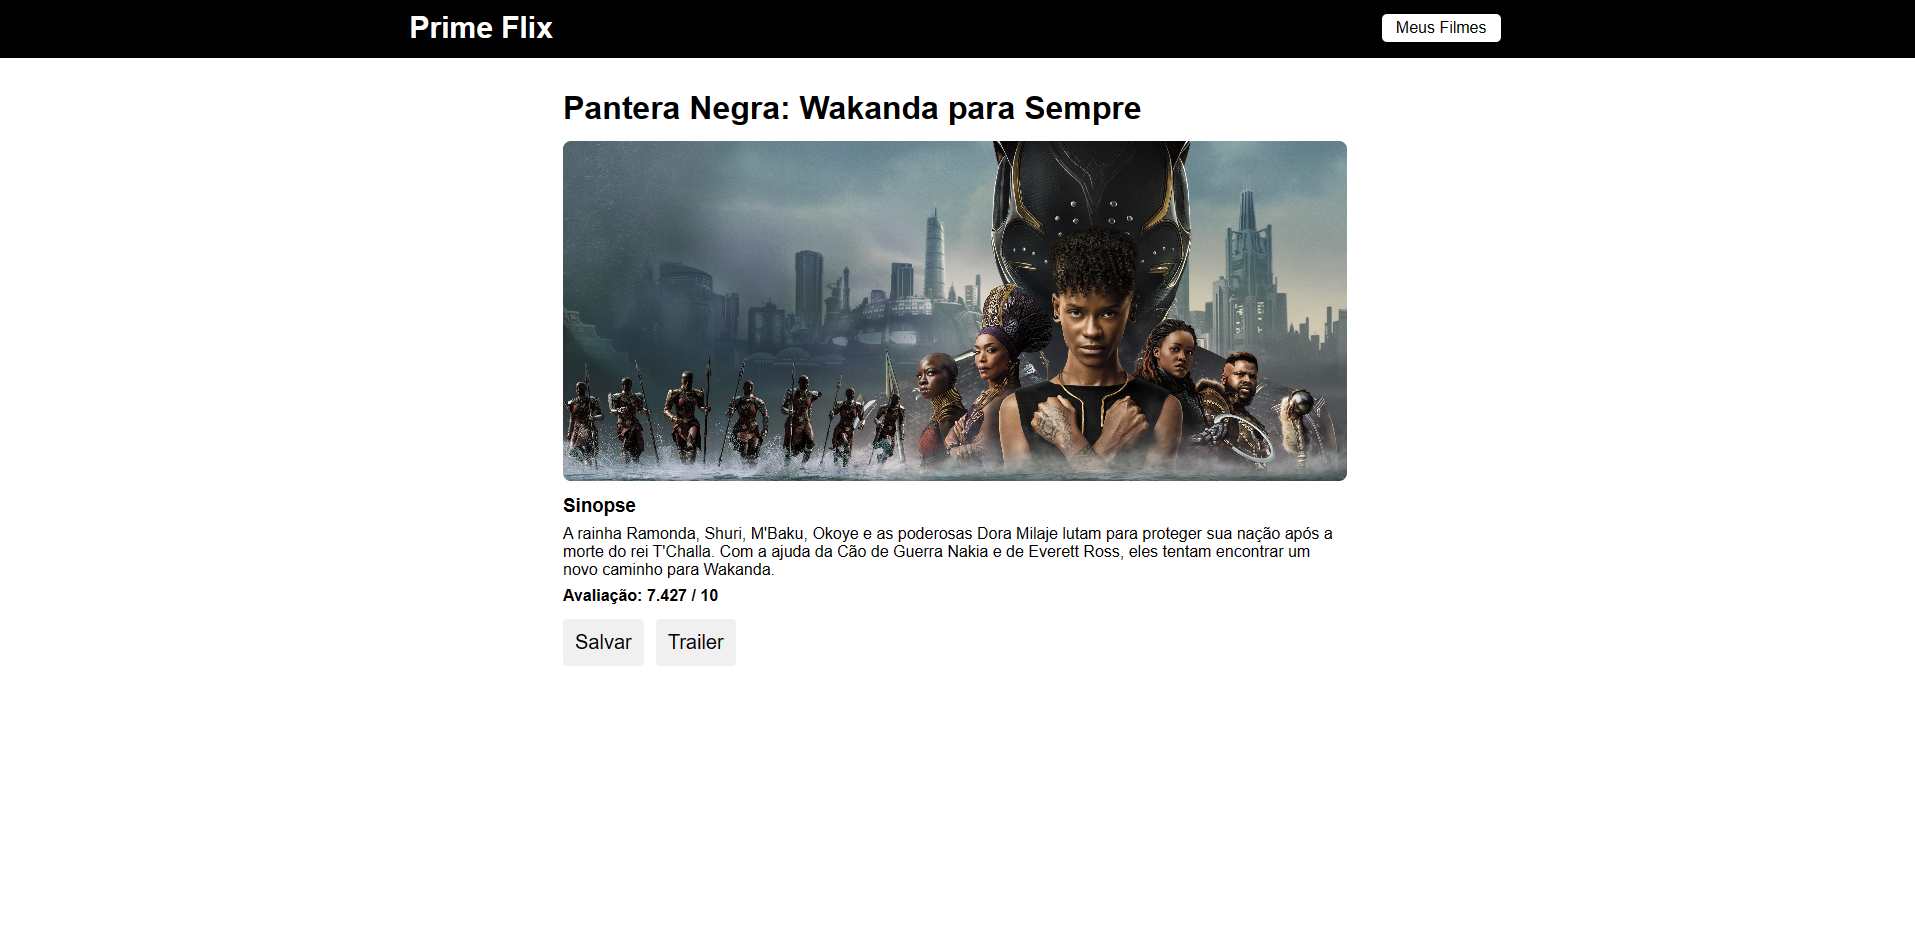 Prime Flix
Meus Filmes
Pantera Negra: Wakanda para Sempre
Sinopse
A rainha Ramonda, Shuri, M'Baku, Okoye e as poderosas Dora Milaje lutam para proteger sua nação após a
morte do rei T'Challa. Com a ajuda da Cão de Guerra Nakia e de Everett Ross, eles tentam encontrar um
novo caminho para Wakanda.
Avaliação: 7.427 / 10
Salvar
Trailer